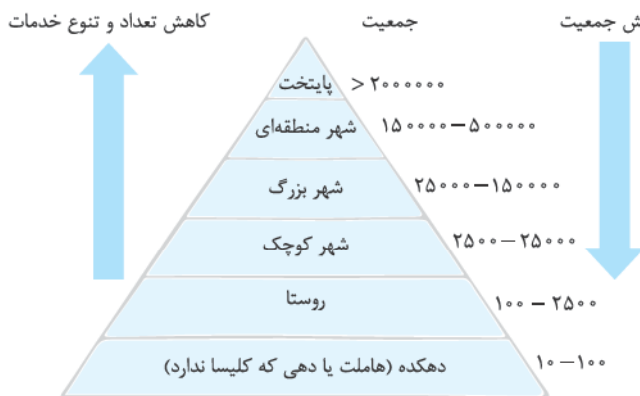 ش جمعیت
جمعیت
کاهش تعداد و تنوع خدمات
پایتخت
> ۲۰۰۰۰۰۰
شهر منطقه‌ای
۱۵۰۰۰۰ – ۵۰۰۰۰۰
شهر بزرگ
۲۵۰۰۰ – ۱۵۰۰۰۰
شهر کوچک
۲۵۰۰ – ۲۵۰۰۰
روستا
۱۰۰ – ۲۵۰۰
دهکده (هاملت یا دهی که کلیسا ندارد)
۱۰ – ۱۰۰